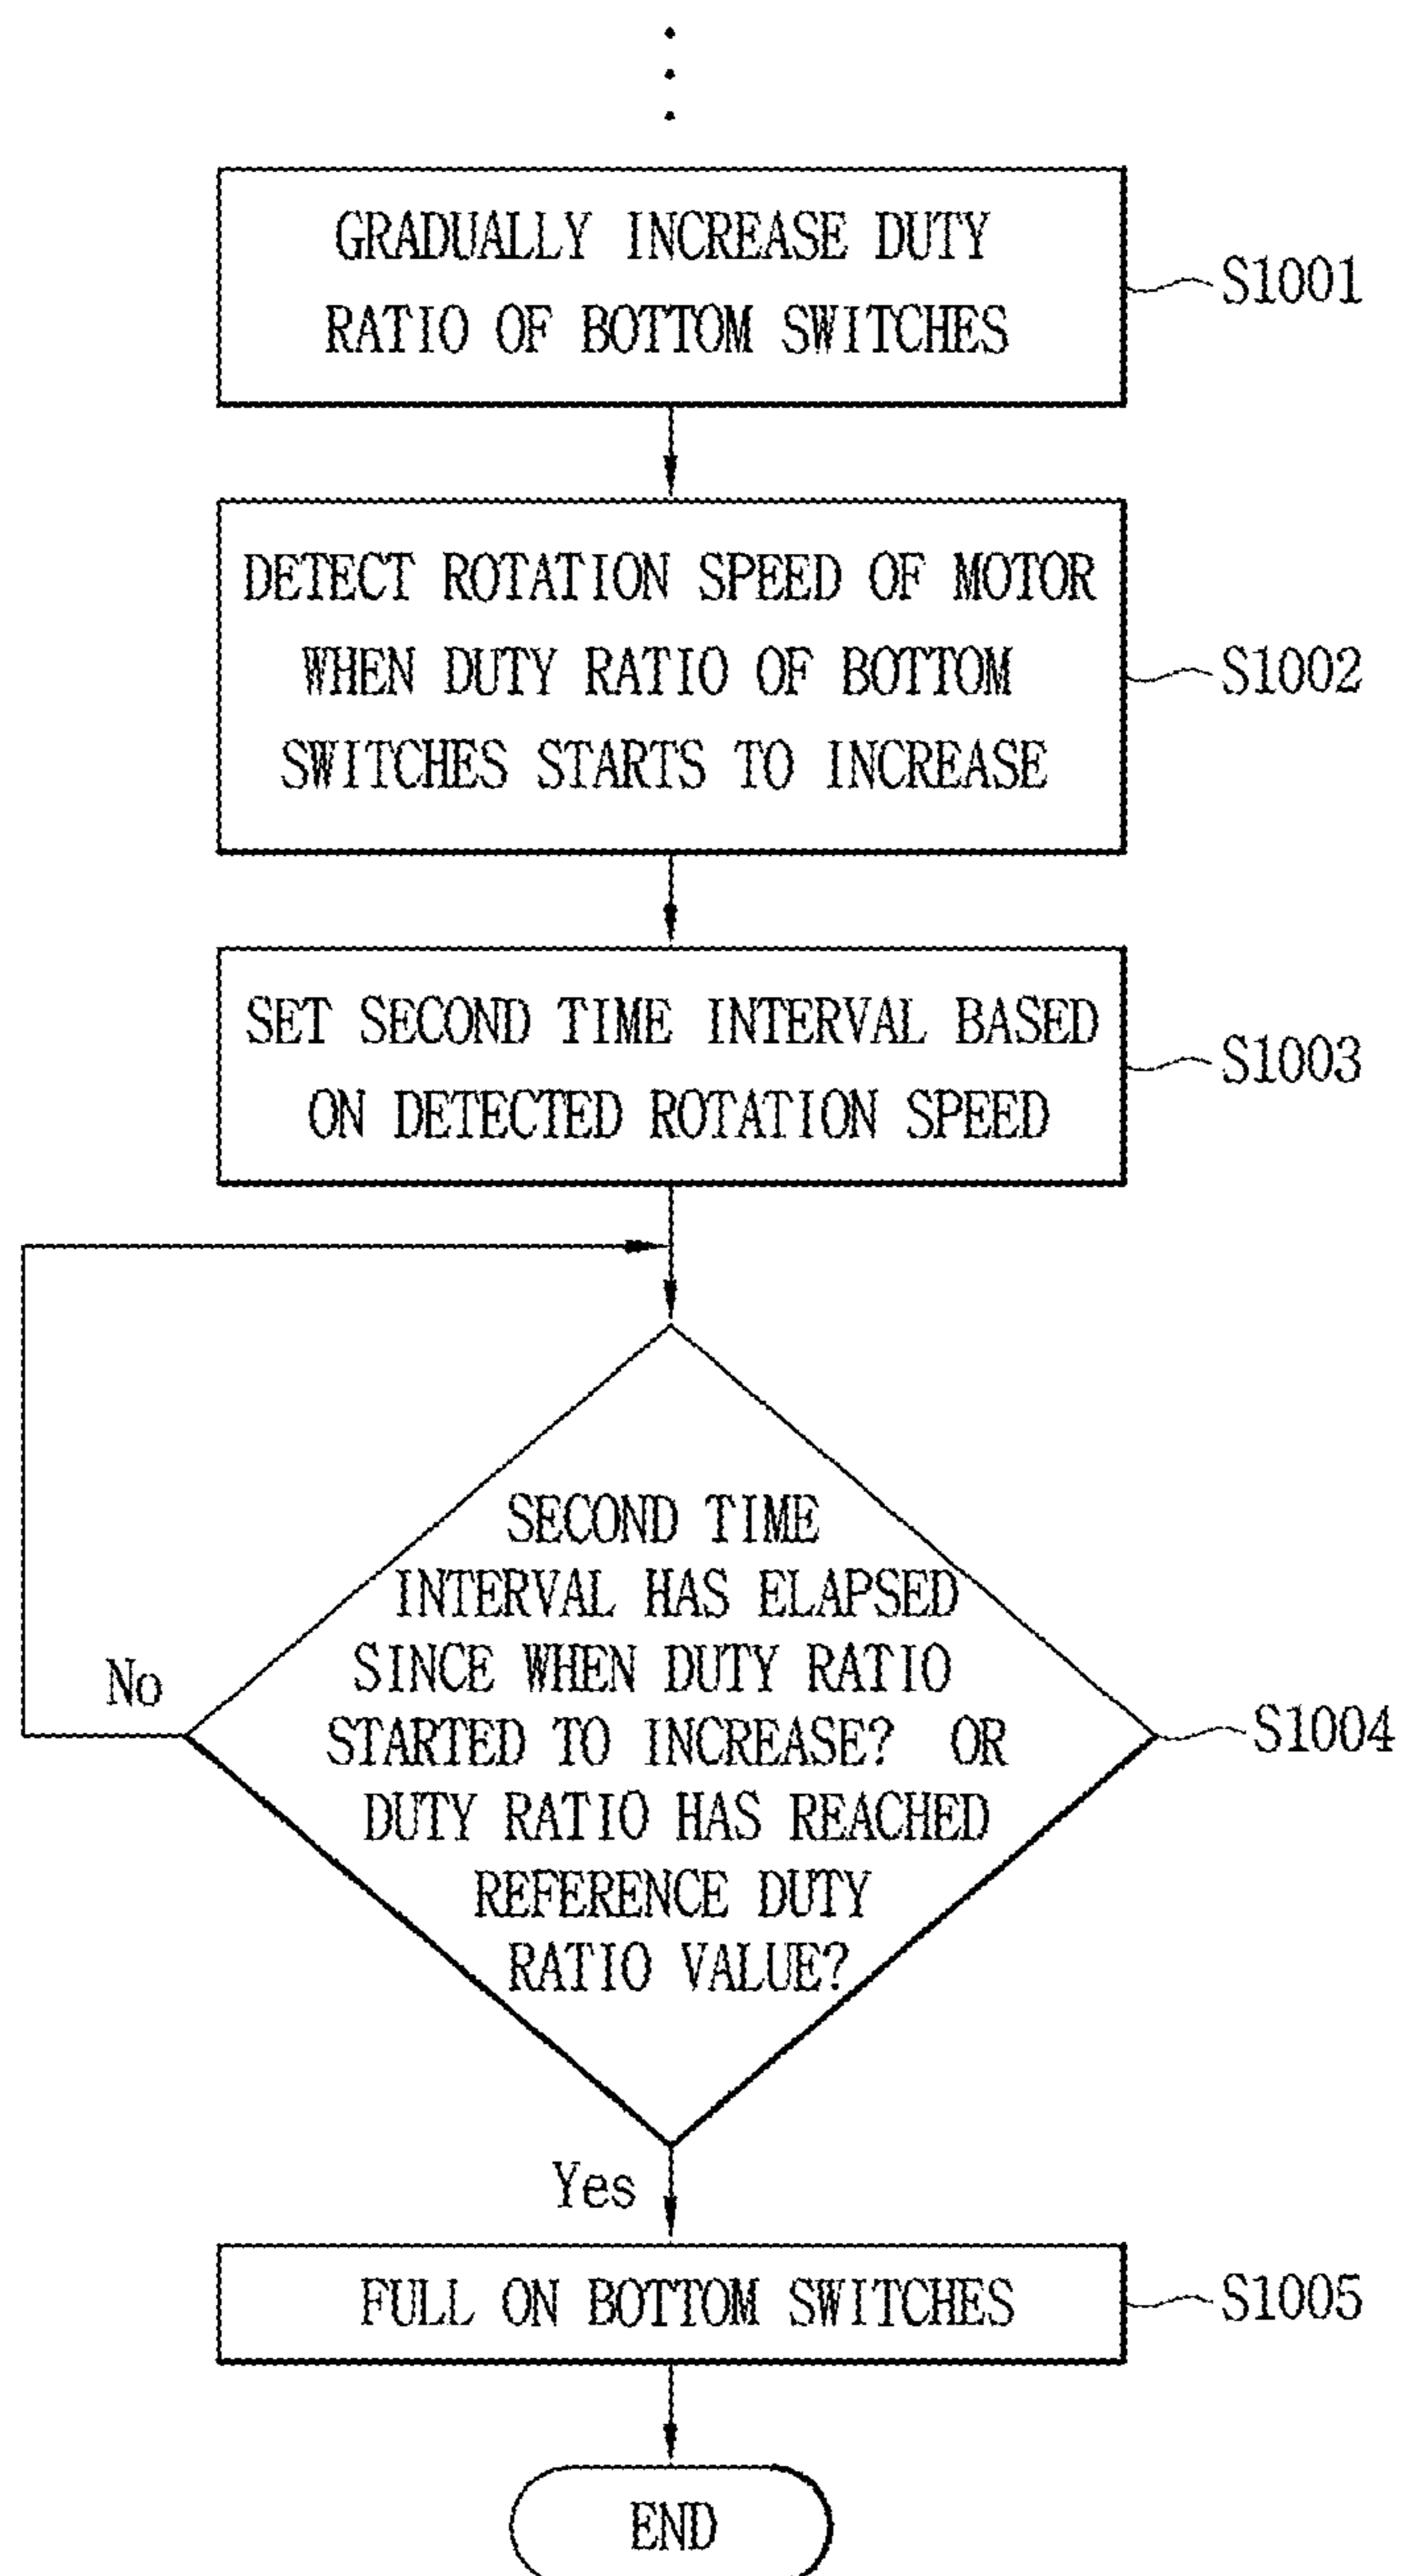 GRADUALLY INCREASE DUTY
RATIO OF BOTTOM SWITCHES
S1001
DETECT ROTATION SPEED OF MOTOR
WHEN DUTY RATIO OF BOTTOM
SWITCHES STARTS TO INCREASE
S1002
SET SECOND TIME INTERVAL BASED
ON DETECTED ROTATION SPEED
S1003
SECOND TIME
INTERVAL HAS ELAPSED
SINCE WHEN DUTY RATIO
STARTED TO INCREASE? OR
DUTY RATIO HAS REACHED
REFERENCE DUTY
RATIO VALUE?
No
S1004
Yes
FULL ON BOTTOM SWITCHES
S1005
END